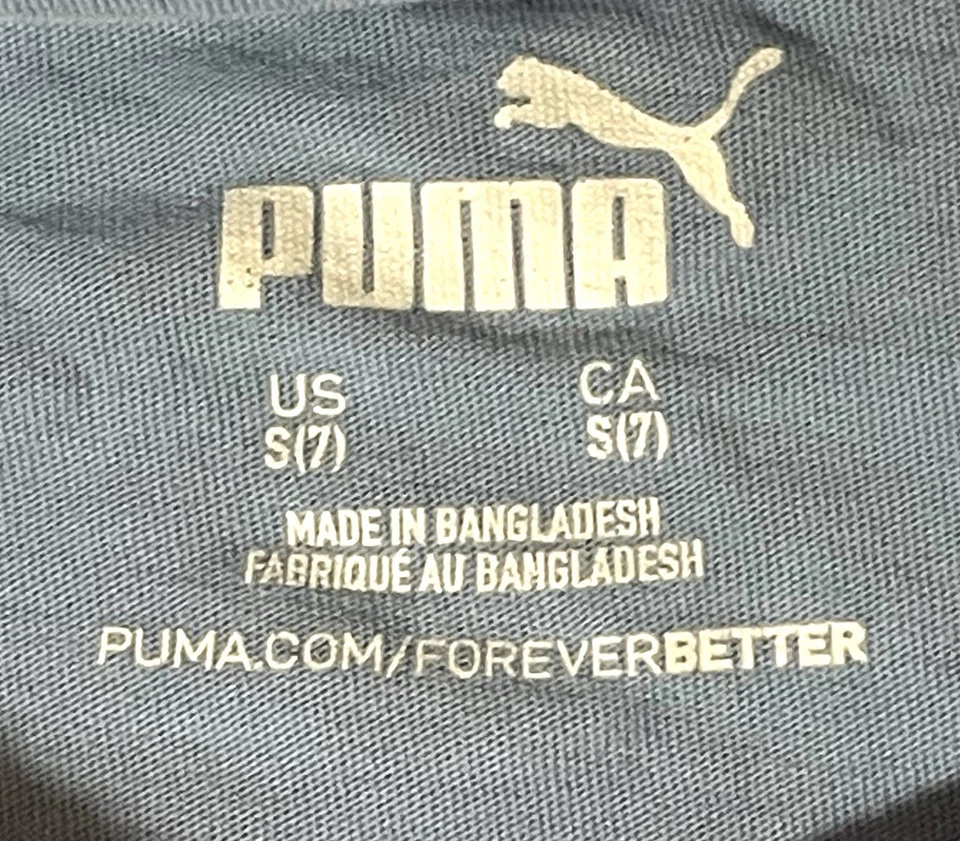 PUMA
US CA
S(7) S(7)
MADE IN BANGLADESH
FABRIQUÉ AU BANGLADESH
PUMA.COM/FOREVERBETTER